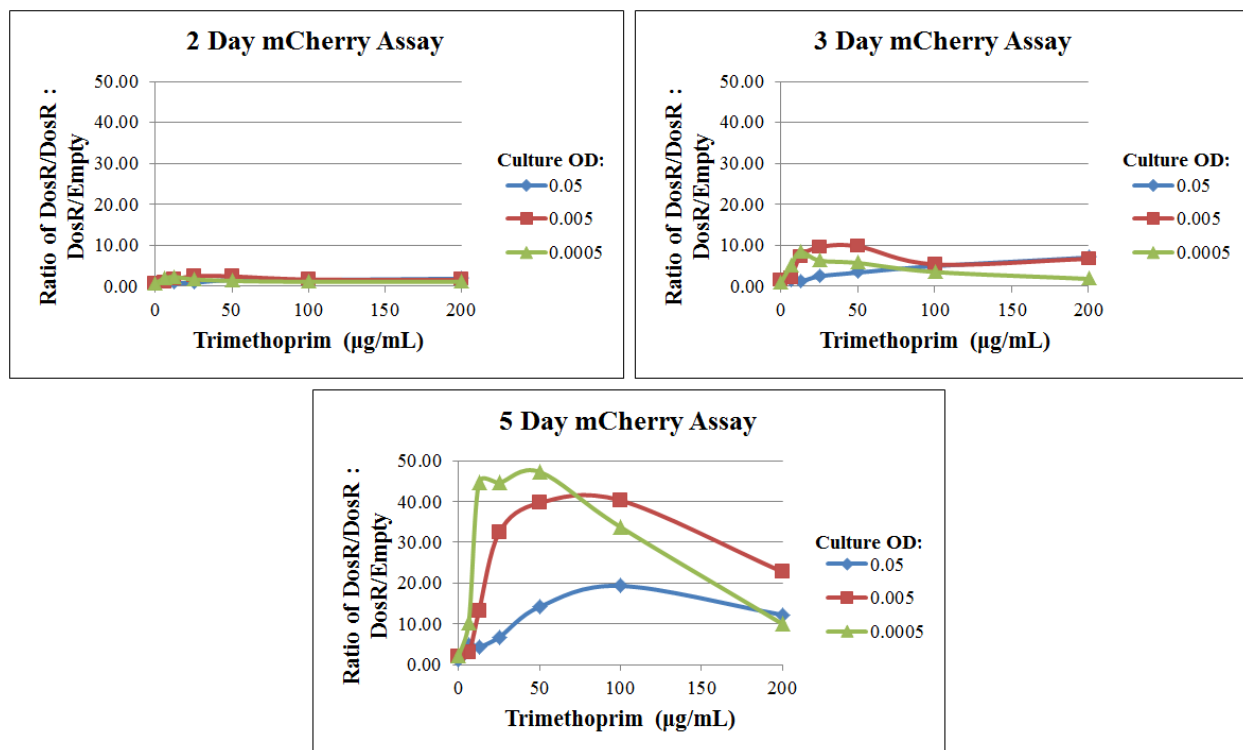 2 Day mCherry Assay
Ratio of DosR/DosR :
DosR/Empty
50.00
40.00
30.00
20.00
10.00
0.00
0
50
100
150
200
Trimethoprim (µg/mL)
Culture OD:
0.05
0.005
0.0005
3 Day mCherry Assay
Ratio of DosR/DosR :
DosR/Empty
50.00
40.00
30.00
20.00
10.00
0.00
0
50
100
150
200
Trimethoprim (µg/mL)
Culture OD:
0.05
0.005
0.0005
5 Day mCherry Assay
Ratio of DosR/DosR :
DosR/Empty
50.00
40.00
30.00
20.00
10.00
0.00
0
50
100
150
200
Trimethoprim (µg/mL)
Culture OD:
0.05
0.005
0.0005